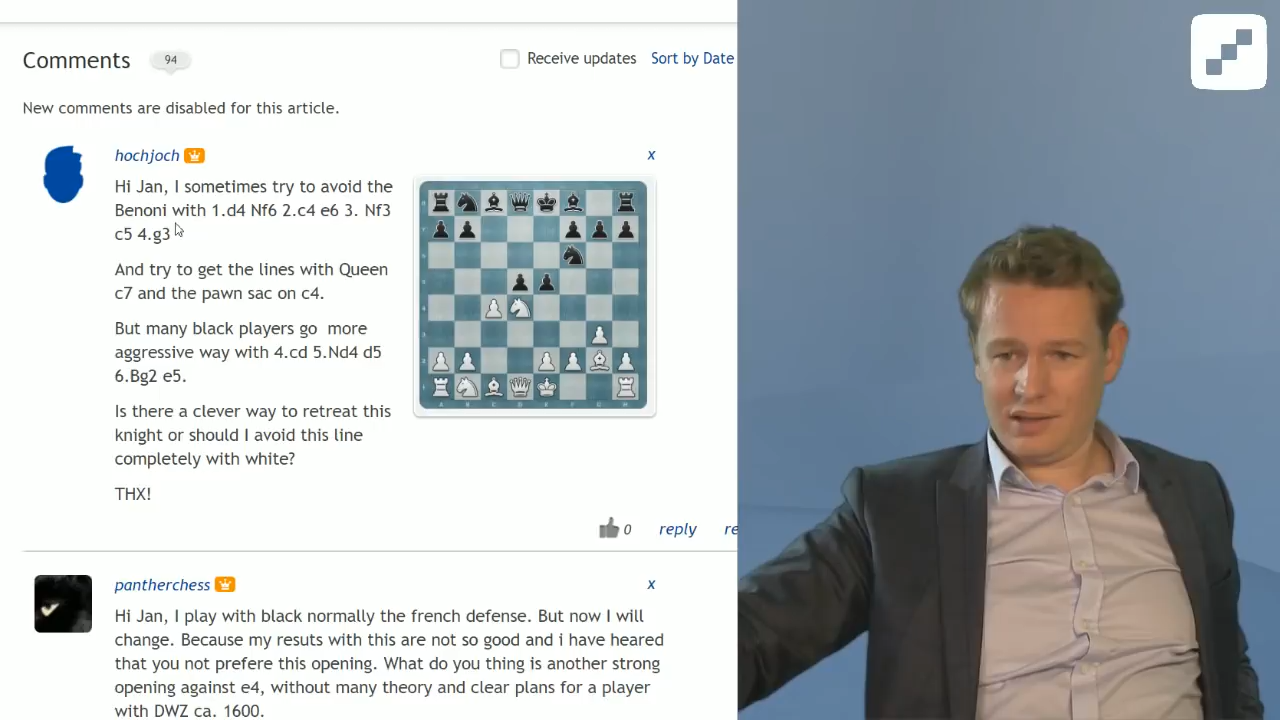 Comments 94 Receive updates Sort by Date
New comments are disabled for this article.
hochjoch x
Hi Jan, I sometimes try to avoid the
Benoni with 1.d4 Nf6 2.c4 e6 3. Nf3
c5 4.g3
And try to get the lines with Queen
c7 and the pawn sac on c4.
But many black players go more
aggressive way with 4.cd 5.Nd4 d5
6.Bg2 e5.
Is there a clever way to retreat this
knight or should I avoid this line
completely with white?
THX!
0 reply re
pantherchess x
Hi Jan, I play with black normally the french defense. But now I will
change. Because my resuts with this are not so good and i have heared
that you not prefere this opening. What do you thing is another strong
opening against e4, without many theory and clear plans for a player
with DWZ ca. 1600.